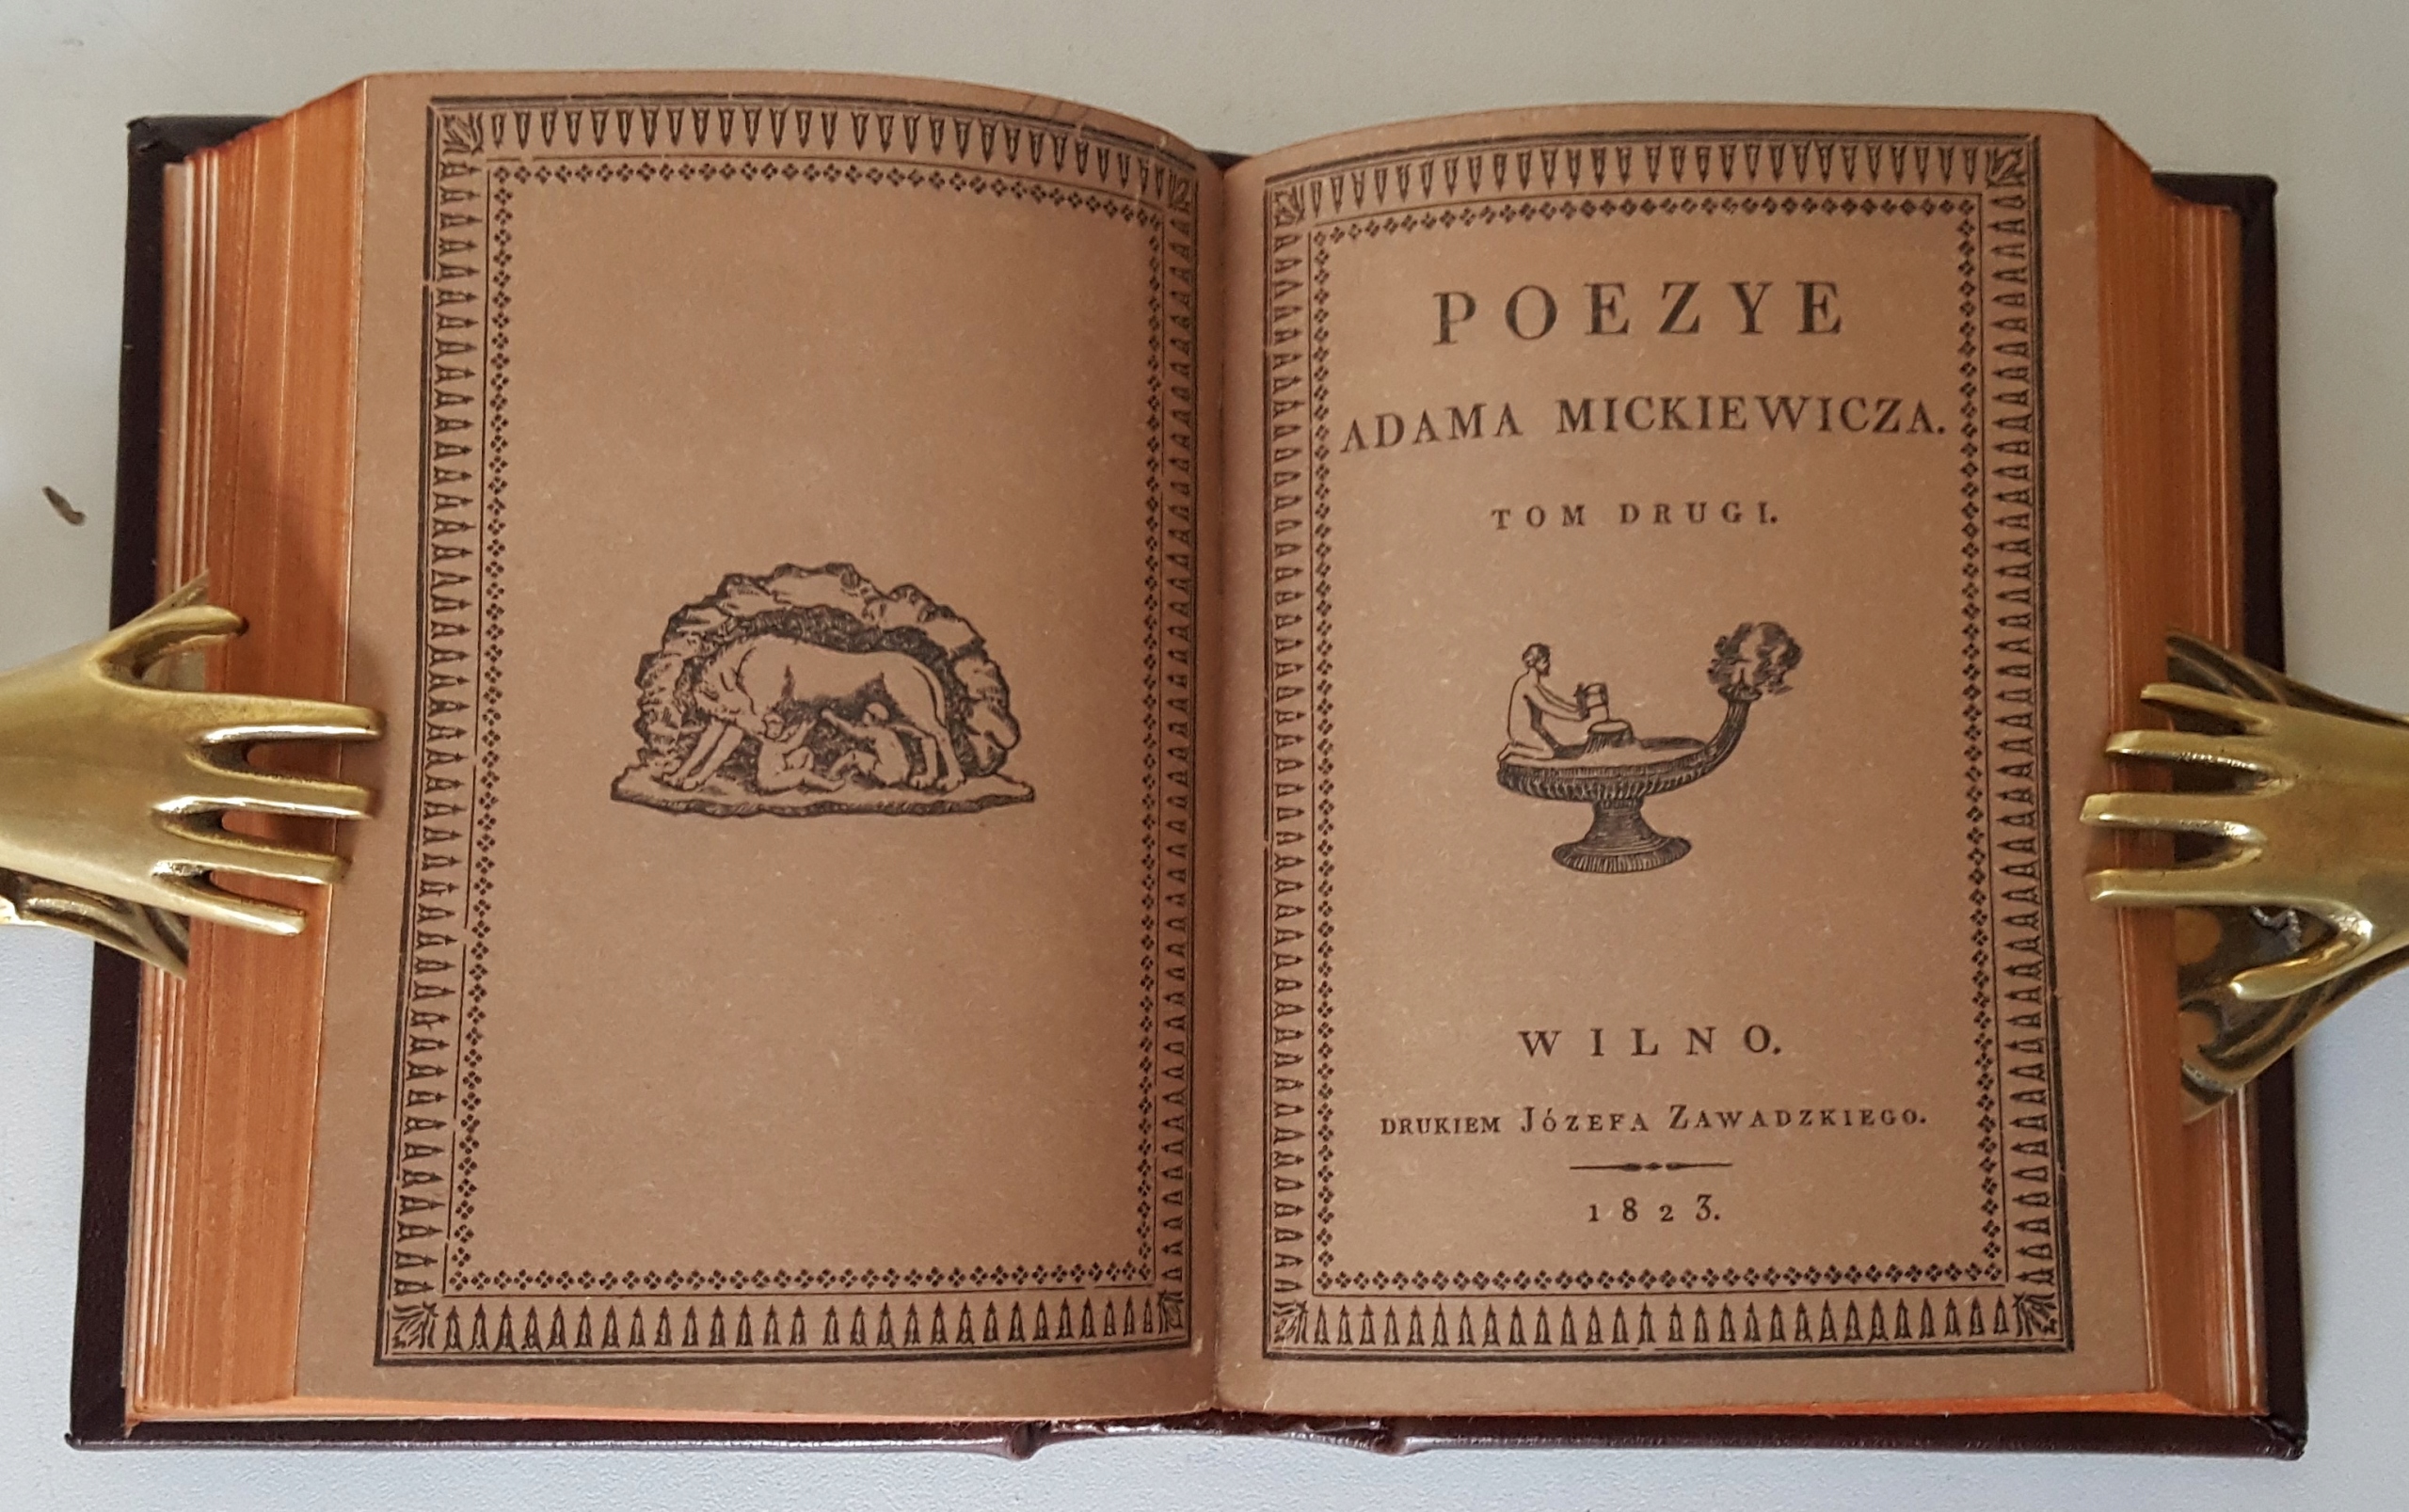 POEZYE
ADAMA MICKIEWICZA.
TOM DRUGI.
WILNO.
DRUKIEM JÓZEFA ZAWADZKIEGO.
1823.